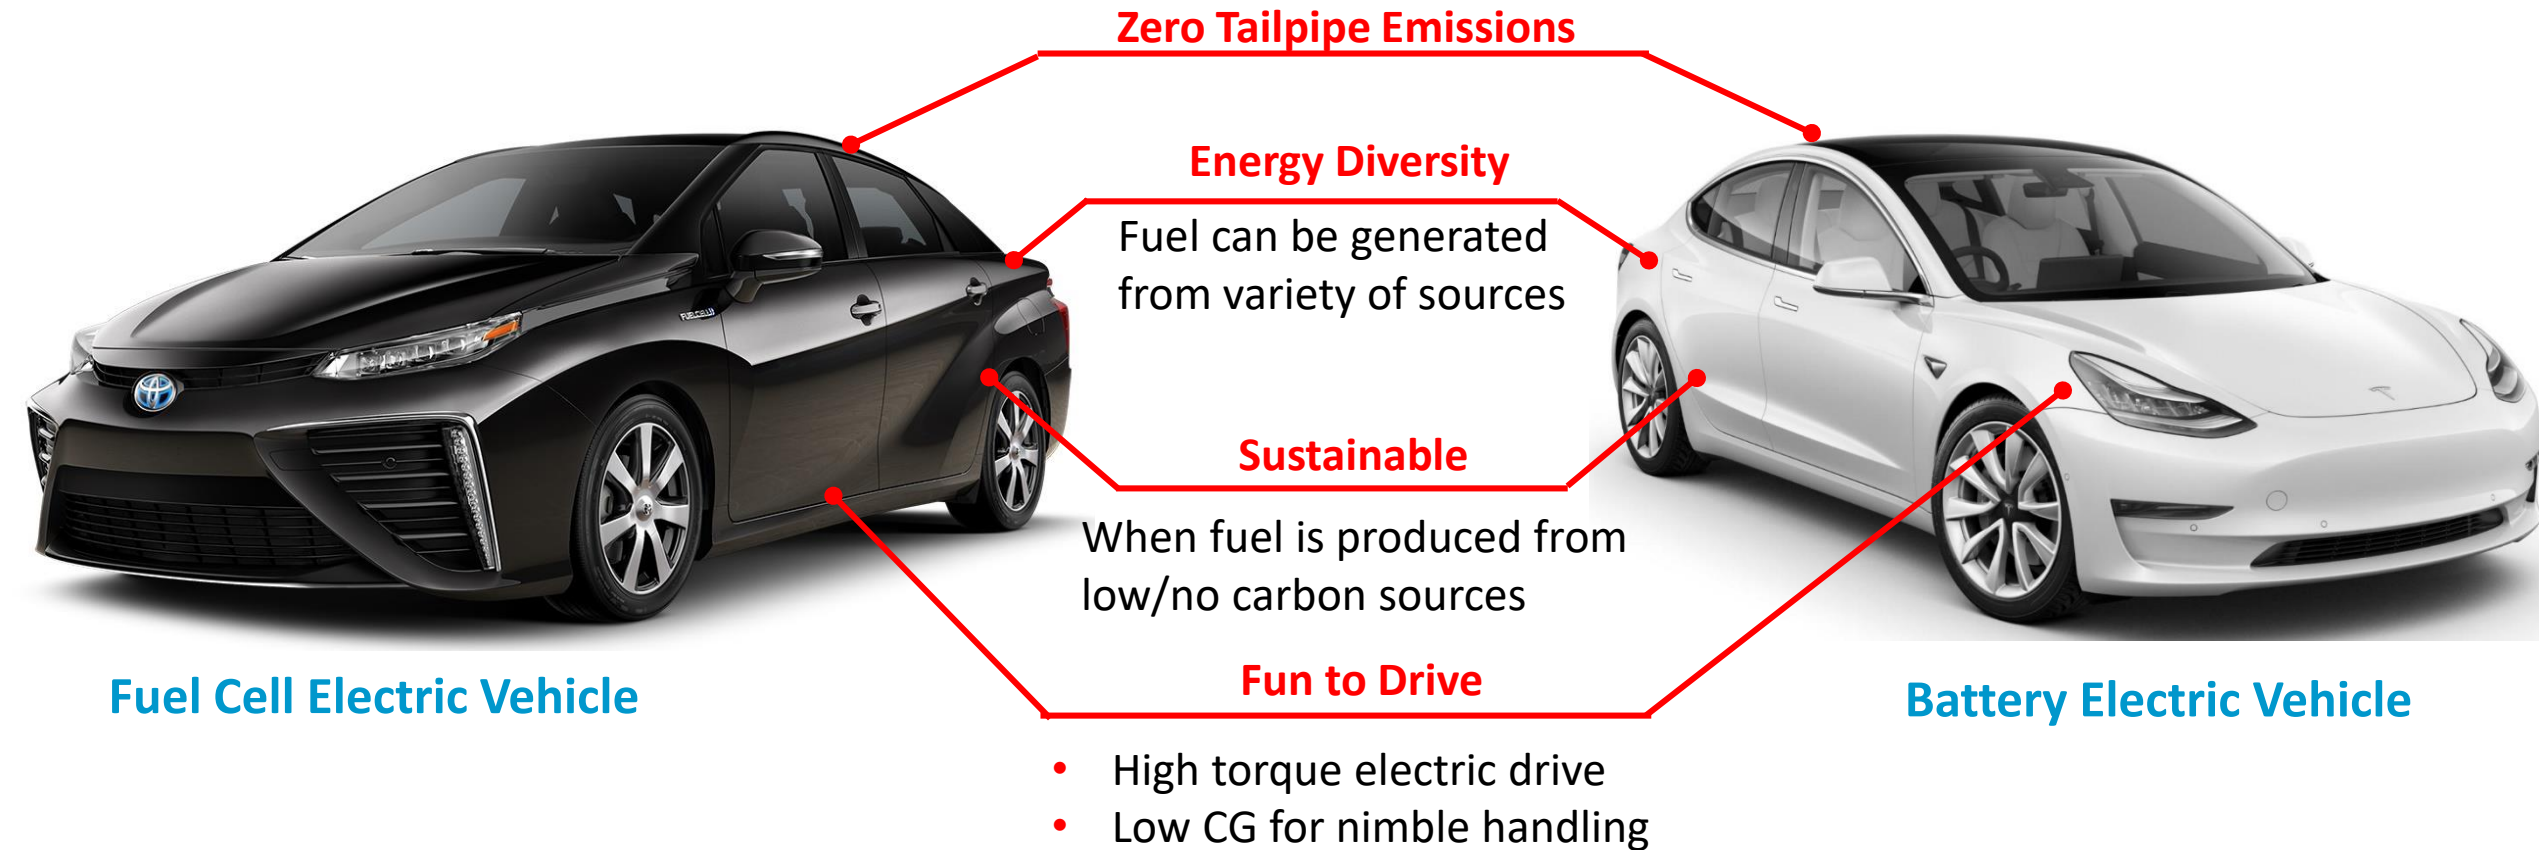 Zero Tailpipe Emissions
Energy Diversity
Fuel can be generated
from variety of sources
FUELCELL
Sustainable
When fuel is produced from
low/no carbon sources
Fun to Drive
Fuel Cell Electric Vehicle
Battery Electric Vehicle
• High torque electric drive
• Low CG for nimble handling